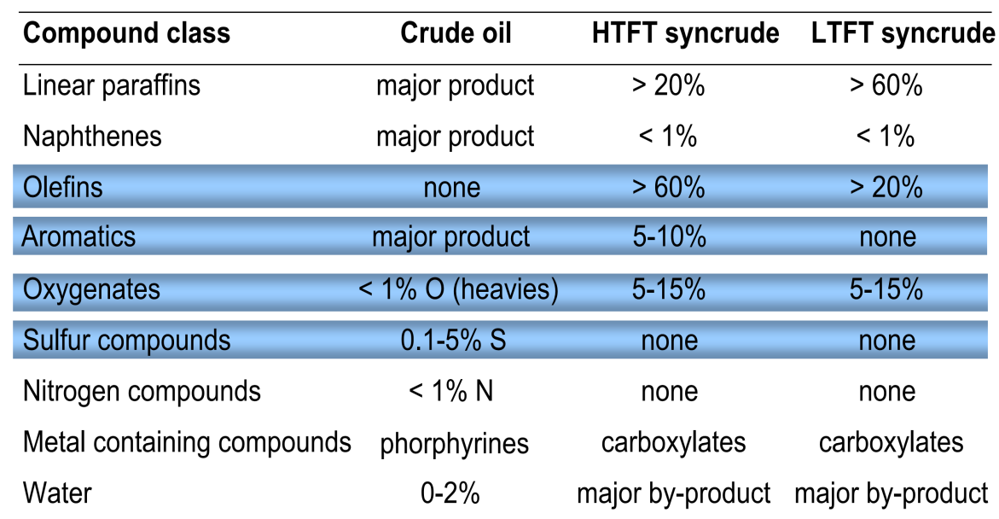 Compound class Crude oil HTFT syncrude LTFT syncrude
Linear paraffins major product > 20% > 60%
Naphthenes major product < 1% < 1%
Olefins none > 60% > 20%
Aromatics major product 5-10% none
Oxygenates < 1% O (heavies) 5-15% 5-15%
Sulfur compounds 0.1-5% S none none
Nitrogen compounds < 1% N none none
Metal containing compounds phorphyrines carboxylates carboxylates
Water 0-2% major by-product major by-product